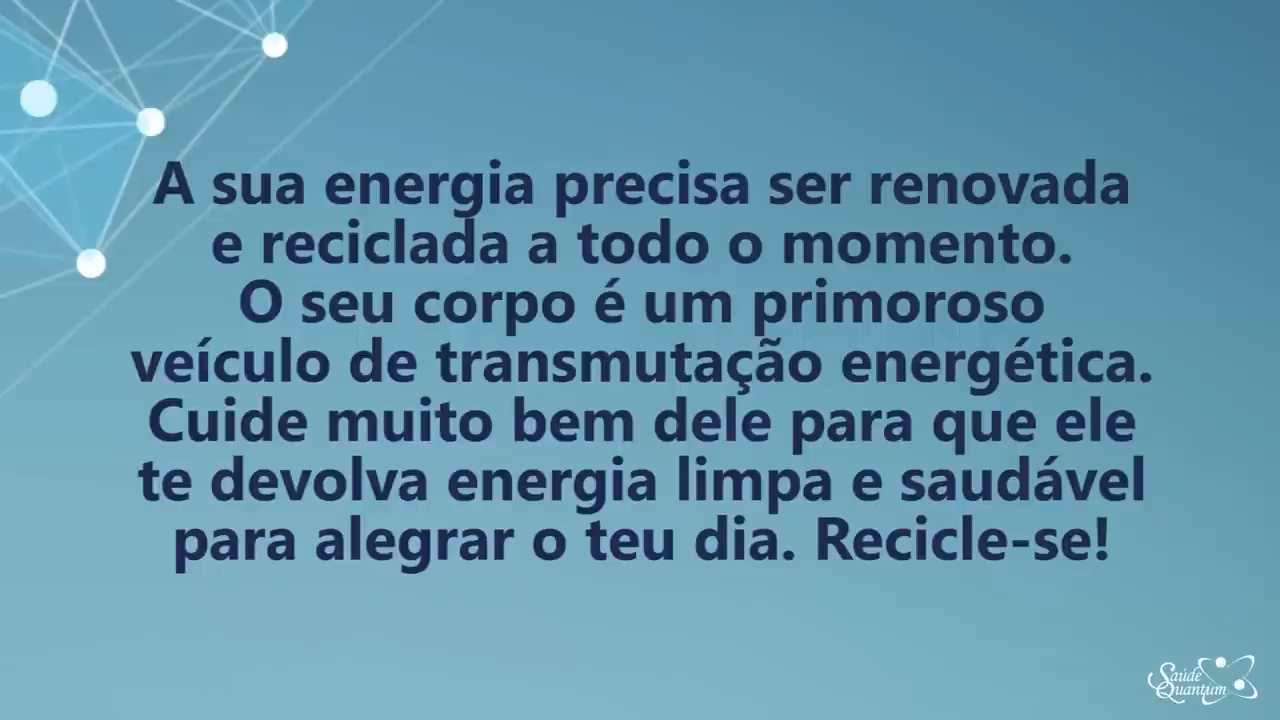 A sua energia precisa ser renovada
e reciclada a todo o momento.
O seu corpo é um primoroso
veículo de transmutação energética.
Cuide muito bem dele para que ele
te devolva energia limpa e saudável
para alegrar o teu dia. Recicle-se!
Saúde
Quantum